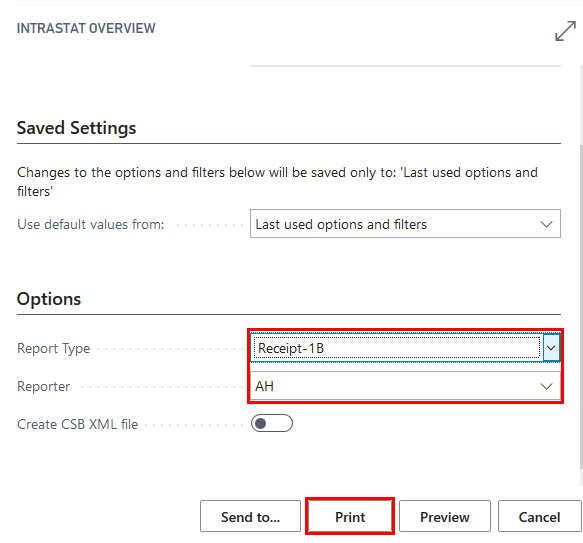 INTRASTAT OVERVIEW
Saved Settings
Changes to the options and filters below will be saved only to: 'Last used options and
filters'
Use default values from: Last used options and filters
Options
Report Type Receipt-1B
Reporter AH
Create CSB XML file
Send to... Print Preview Cancel